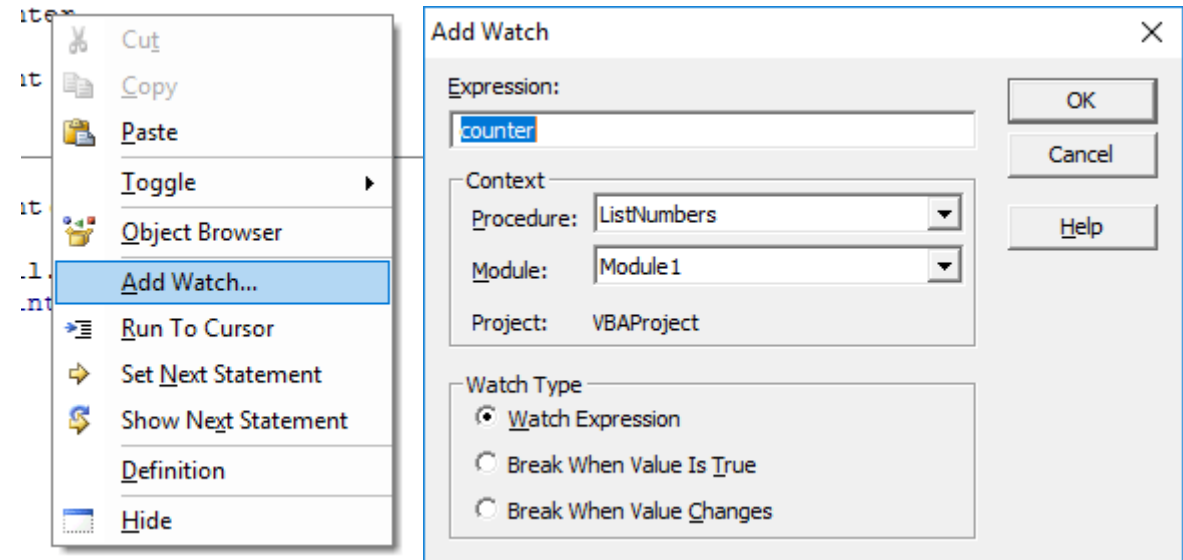 Cut
Copy
Paste
Toggle
Object Browser
Add Watch...
Run To Cursor
Set Next Statement
Show Next Statement
Definition
Hide
Add Watch
Expression:
counter
OK
Cancel
Help
Context
Procedure: ListNumbers
Module: Module1
Project: VBAProject
Watch Type
Watch Expression
Break When Value Is True
Break When Value Changes